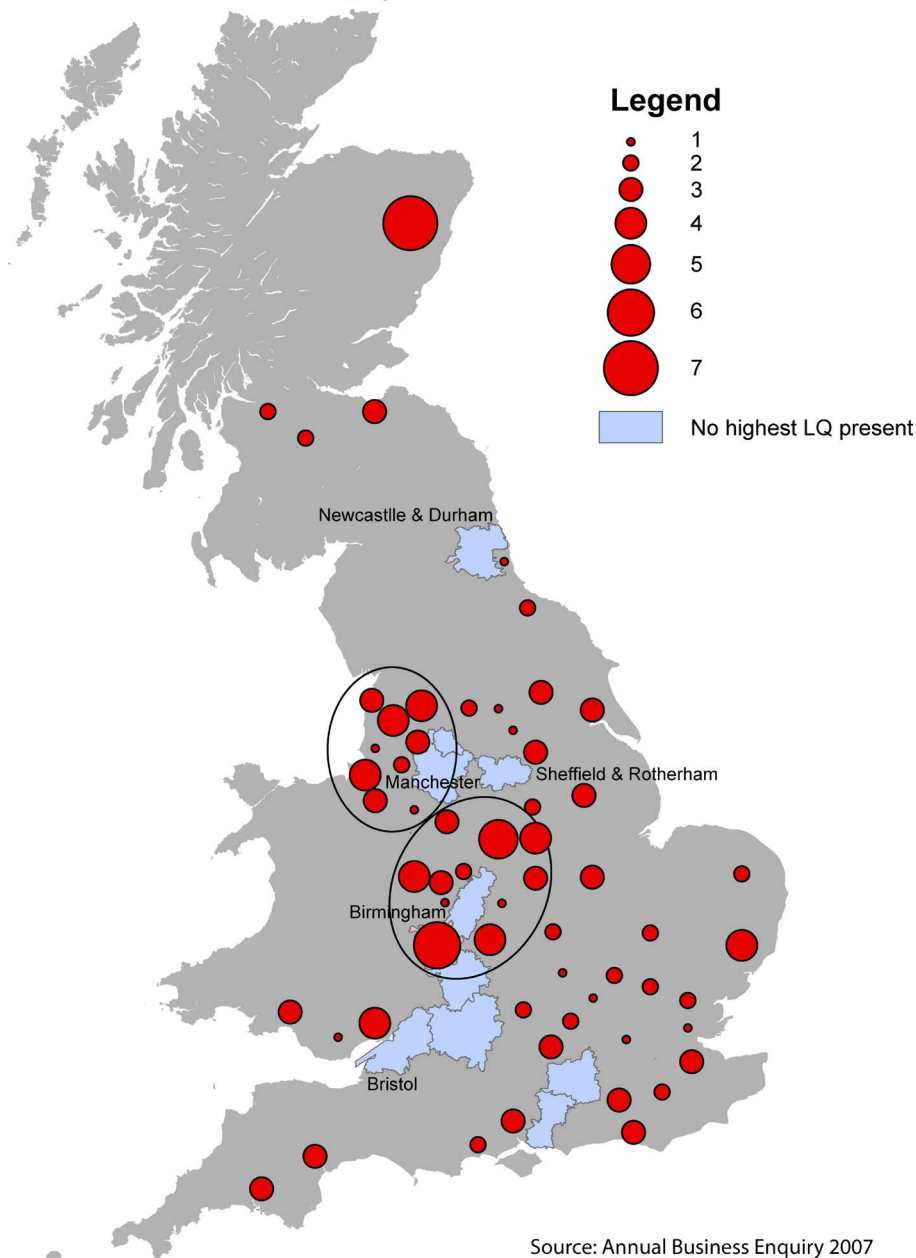 Legend
1
2
3
4
5
6
7
No highest LQ present
Newcastlle & Durham
Manchester
Sheffield & Rotherham
Birmingham
Bristol
Source: Annual Business Enquiry 2007